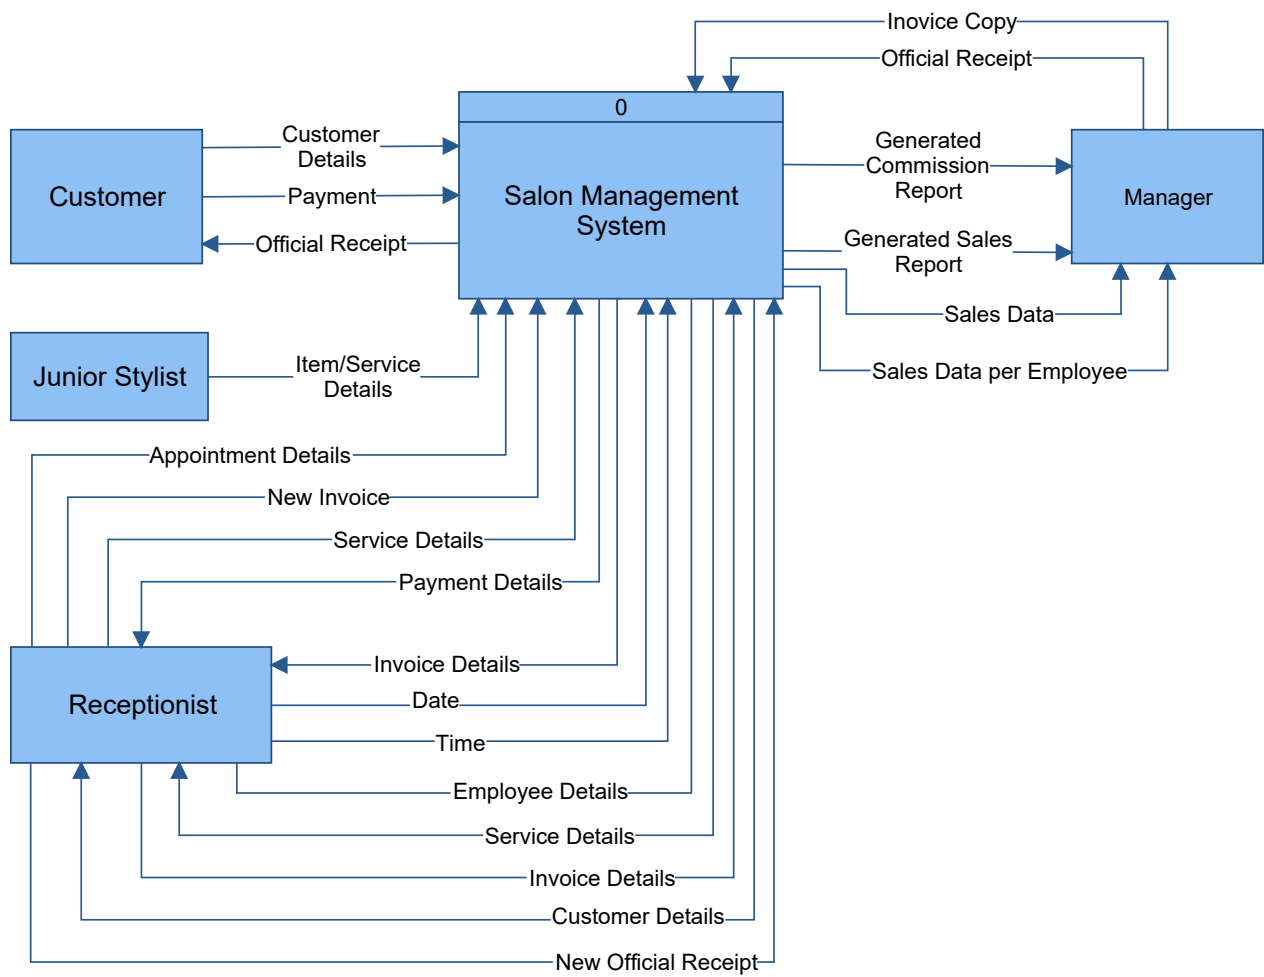 Inovice Copy
Official Receipt
0
Customer
Details
Generated
Commission
Report
Customer
Payment
Salon Management
System
Manager
Official Receipt
Generated Sales
Report
Sales Data
Junior Stylist
Item/Service
Details
Sales Data per Employee
Appointment Details
New Invoice
Service Details
Payment Details
Invoice Details
Receptionist
Date
Time
Employee Details
Service Details
Invoice Details
Customer Details
New Official Receipt